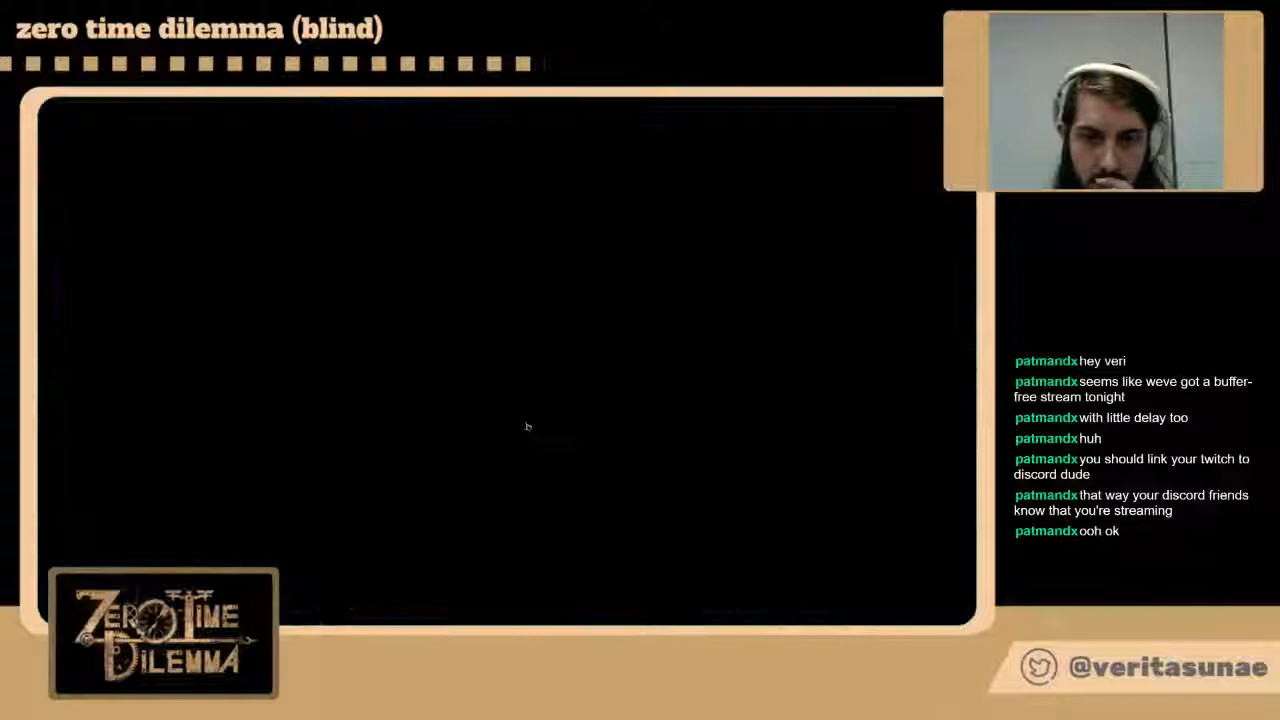 zero time dilemma (blind)
patmandx hey veri
patmandx seems like weve got a buffer-
free stream tonight
patmandx with little delay too
patmandx huh
patmandx you should link your twitch to
discord dude
patmandx that way your discord friends
know that you're streaming
patmandx ooh ok
ZERO TIME
DILEMMA
@veritasunae